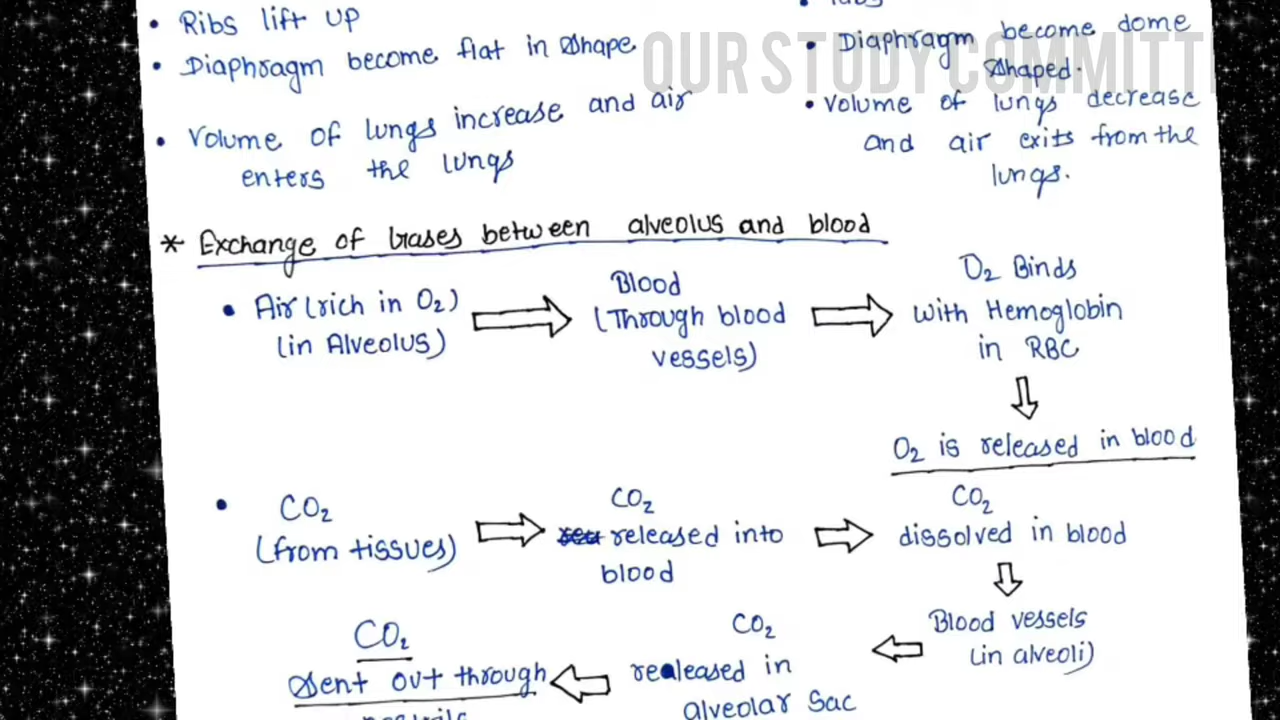 Ribs lift up
Diaphragm become flat in shape
Volume of lungs increase and air
enters the lungs
Diaphragm become dome
shaped.
Volume of lungs decrease
and air exits from the
lungs.
OUR STUDY COMMITT
* Exchange of Gases between alveolus and blood
Air (rich in O2)
(in Alveolus)
Blood
(Through blood
vessels)
O2 Binds
with Hemoglobin
in RBC
O2 is released in blood
CO2
(from tissues)
CO2
released into
blood
CO2
dissolved in blood
Blood vessels
(in alveoli)
CO2
realeased in
alveolar sac
CO2
Sent out through